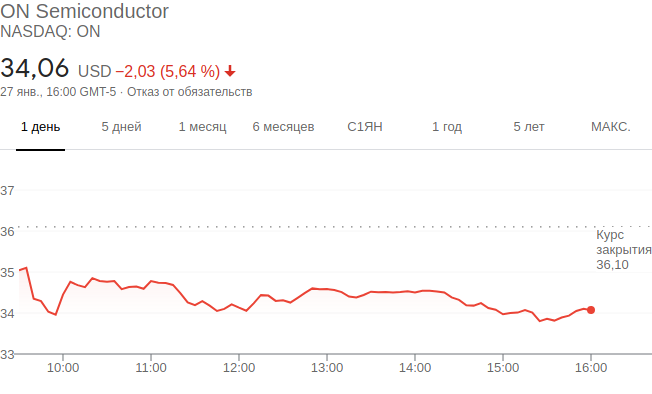 ON Semiconductor
NASDAQ: ON
34,06 USD −2,03 (5,64 %)
27 янв., 16:00 GMT-5 · Отказ от обязательств
1 день 5 дней 1 месяц 6 месяцев С1ЯН 1 год 5 лет МАКС.
37
36
Курс
закрытия
36,10
35
34
33
10:00 11:00 12:00 13:00 14:00 15:00 16:00